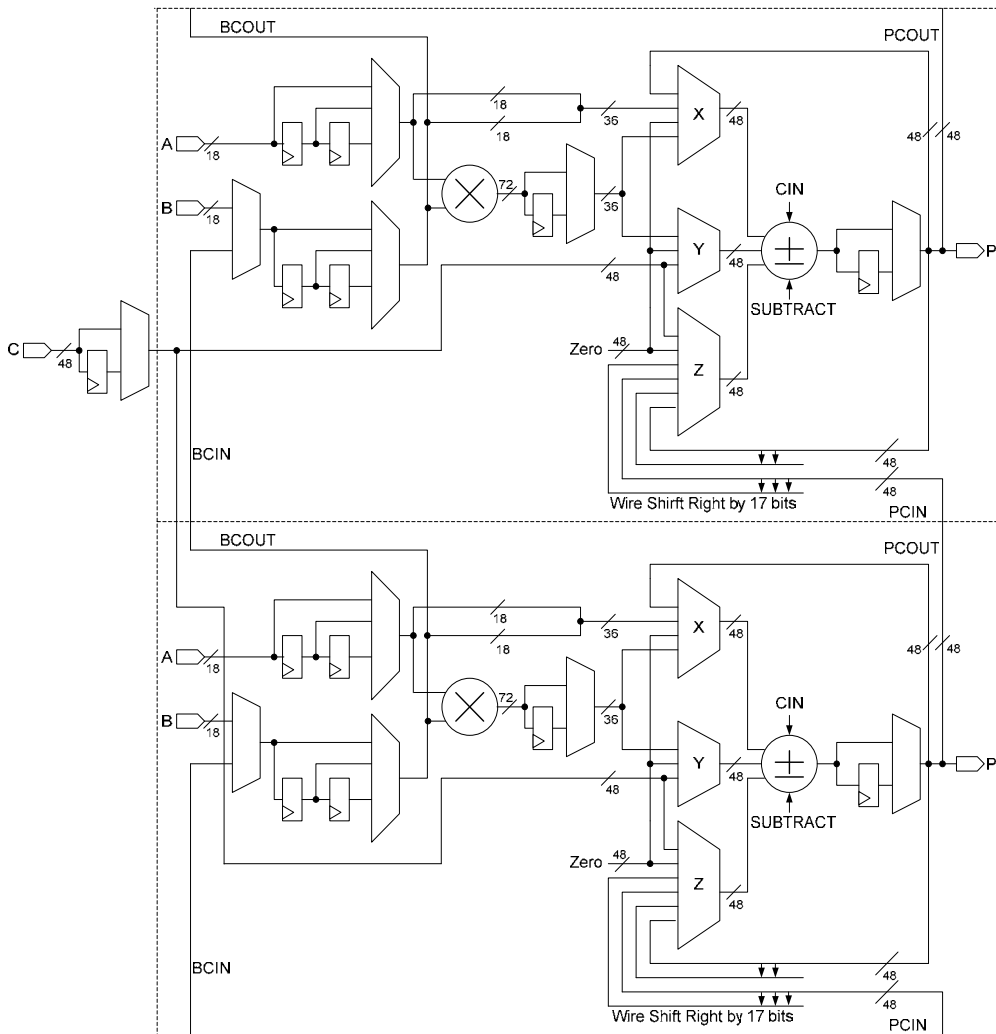 BCOUT
PCOUT
A
18
18
18
36
X
48
48
48
B
18
72
36
CIN
Y
48
P
48
SUBTRACT
C
48
Zero
48
Z
48
BCIN
48
48
Wire Shirft Right by 17 bits
PCIN
BCOUT
PCOUT
A
18
18
18
36
X
48
48
48
B
18
72
36
CIN
Y
48
P
48
SUBTRACT
Zero
48
Z
48
BCIN
48
48
Wire Shirft Right by 17 bits
PCIN